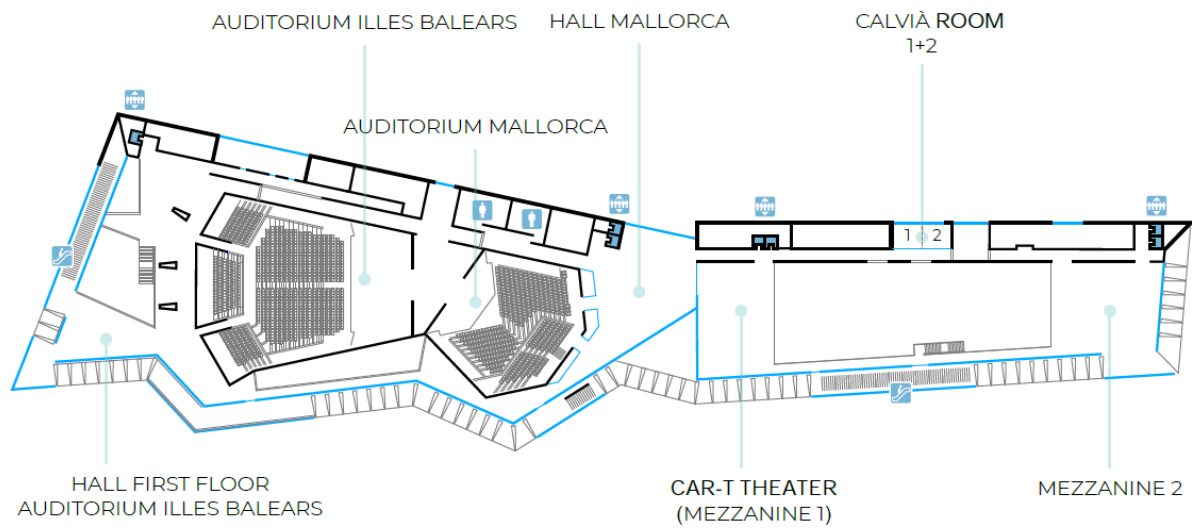 AUDITORIUM ILLES BALEARS
HALL MALLORCA
CALVIÀ ROOM
1+2
AUDITORIUM MALLORCA
1 2
HALL FIRST FLOOR
AUDITORIUM ILLES BALEARS
CAR-T THEATER
(MEZZANINE 1)
MEZZANINE 2